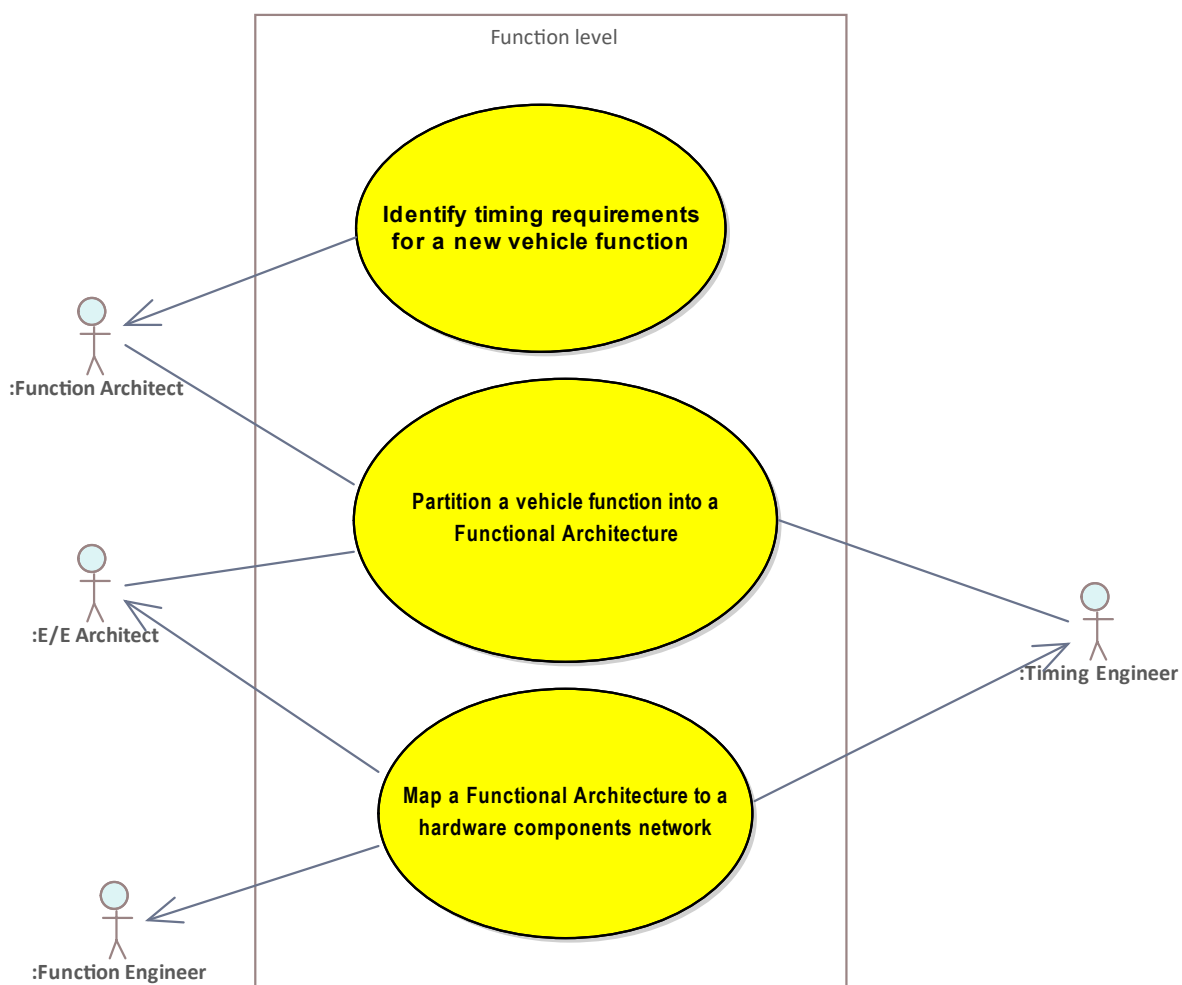 Function level
Identify timing requirements
for a new vehicle function
:Function Architect
Partition a vehicle function into a
Functional Architecture
:E/E Architect
:Timing Engineer
Map a Functional Architecture to a
hardware components network
:Function Engineer